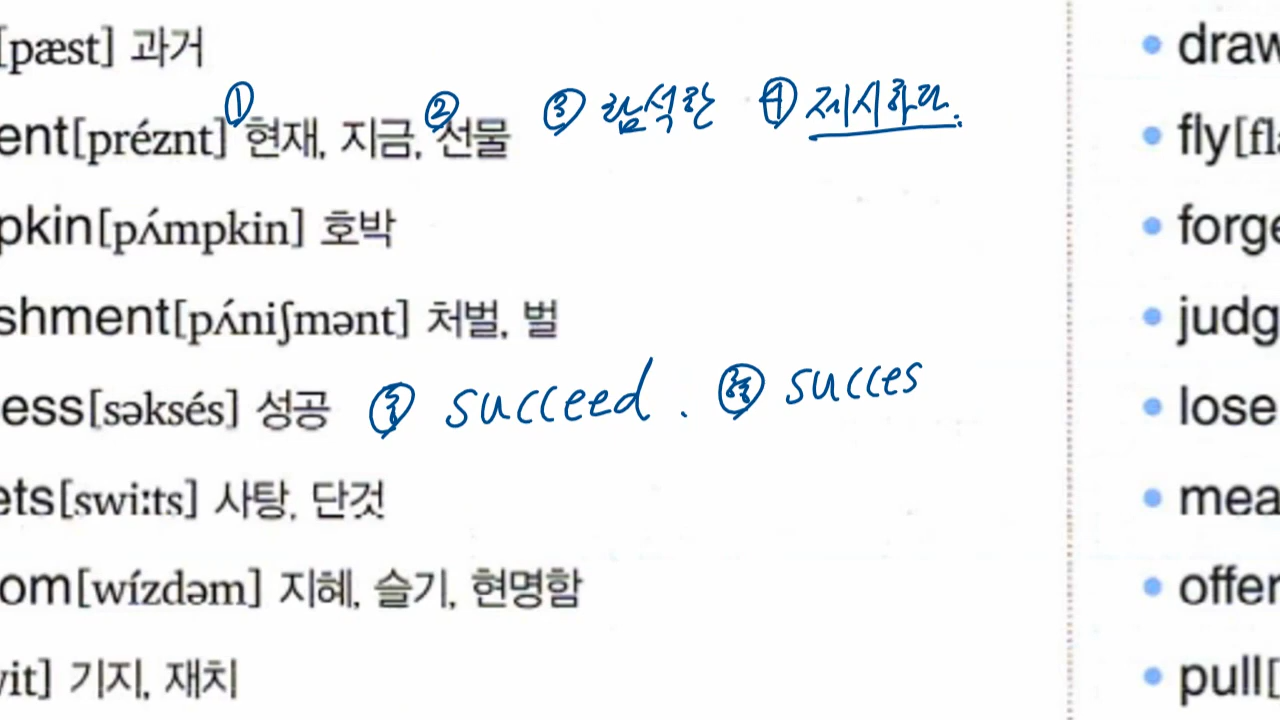 [pæst] 과거
ent[préznt] ① 현재, 지금, ② 선물 ③ 참석한 ④ 제시하다.
pkin[pʌ́mpkin] 호박
shment[pʌ́niʃmənt] 처벌, 벌
ess[səksés] 성공 동 succeed. 형 succes
ets[swi:ts] 사탕, 단것
om[wízdəm] 지혜, 슬기, 현명함
wit] 기지, 재치
draw
fly[fl
forge
judg
lose
mea
offer
pull[